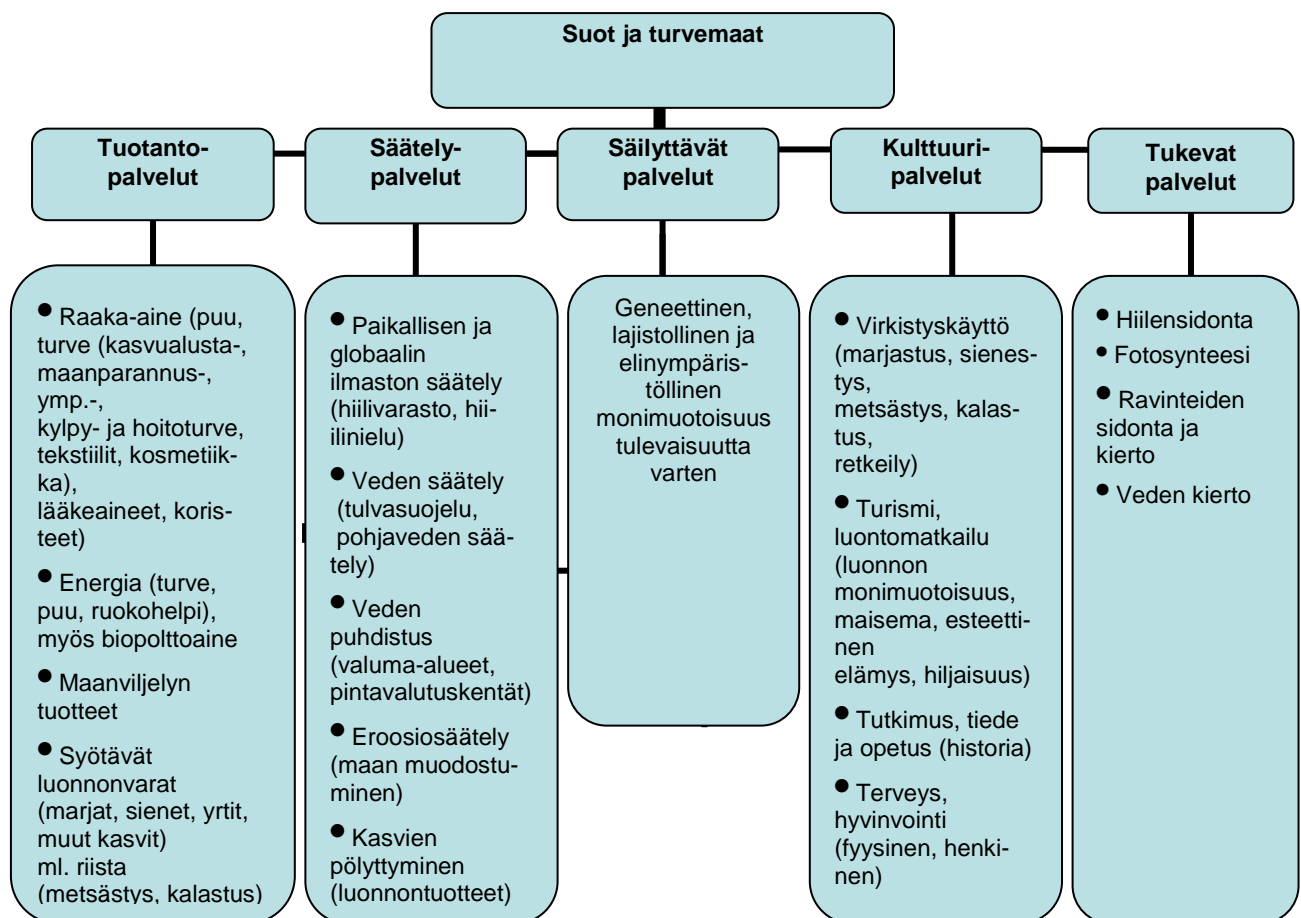 Suot ja turvemaat
Tuotanto-
palvelut
Säätely-
palvelut
Säilyttävät
palvelut
Kulttuuri-
palvelut
Tukevat
palvelut
● Raaka-aine (puu,
turve (kasvualusta-,
maanparannus-,
ymp.-,
kylpy- ja hoitoturve,
tekstiilit, kosmetiik-
ka),
lääkeaineet, koris-
teet)
● Energia (turve,
puu, ruokohelpi),
myös biopolttoaine
● Maanviljelyn
tuotteet
● Syötävät
luonnonvarat
(marjat, sienet, yrtit,
muut kasvit)
ml. riista
(metsästys, kalastus)
● Paikallisen ja
globaalin
ilmaston säätely
(hiilivarasto, hi-
ilinielu)
● Veden säätely
(tulvasuojelu,
pohjaveden sää-
tely)
● Veden
puhdistus
(valuma-alueet,
pintavalutuskentät)
● Eroosiosäätely
(maan muodostu-
minen)
● Kasvien
pölyttyminen
(luonnontuotteet)
Geneettinen,
lajistollinen ja
elinympäris-
töllinen
monimuotoisuus
tulevaisuutta
varten
● Virkistyskäyttö
(marjastus, sienes-
tys,
metsästys, kalas-
tus,
retkeily)
● Turismi,
luontomatkailu
(luonnon
monimuotoisuus,
maisema, esteetti-
nen
elämys, hiljaisuus)
● Tutkimus, tiede
ja opetus (historia)
● Terveys,
hyvinvointi
(fyysinen, henki-
nen)
● Hiilensidonta
● Fotosynteesi
● Ravinteiden
sidonta ja
kierto
● Veden kierto